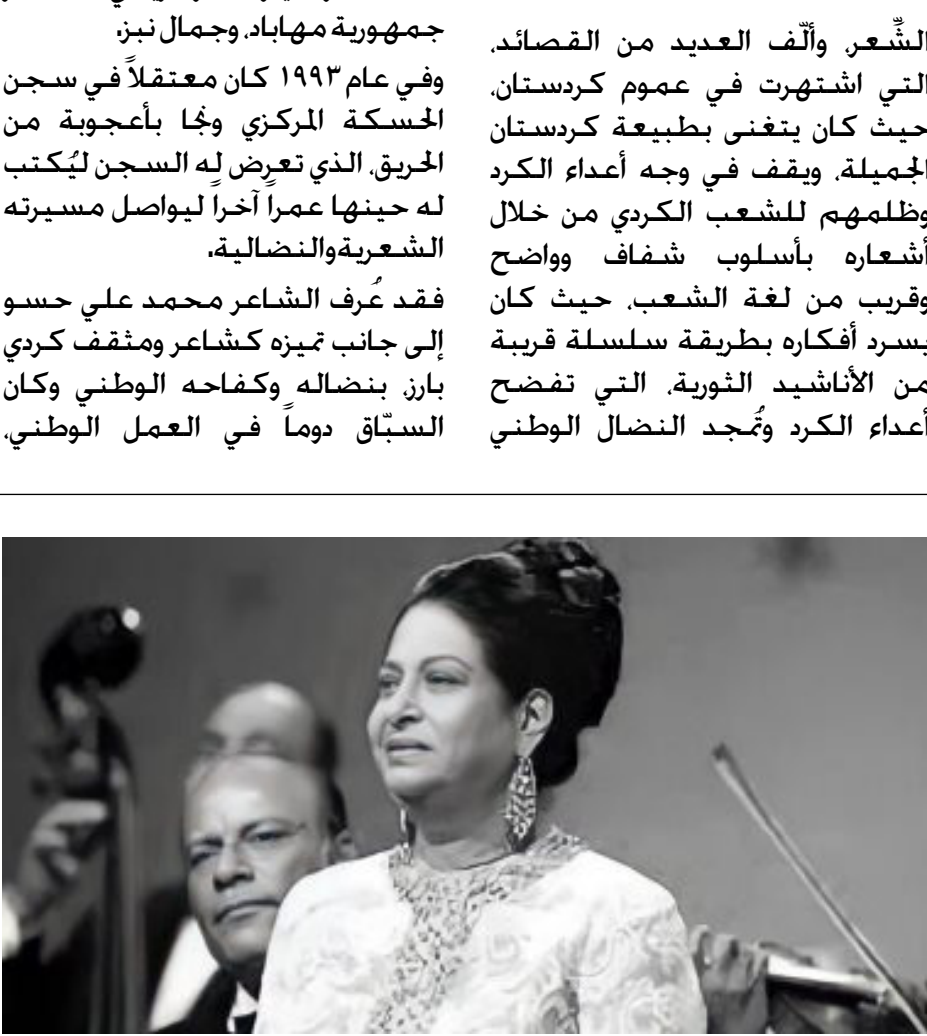 الشِّعر، وألّف العديد من القصائد،
التي اشتهرت في عموم كردستان،
حيث كان يتغنى بطبيعة كردستان
الجميلة، ويقف في وجه أعداء الكرد
وظلمهم للشعب الكردي من خلال
أشعاره بأسلوب شفاف وواضح
وقريب من لغة الشعب، حيث كان
يسرد أفكاره بطريقة سلسلة قريبة
من الأناشيد الثورية، التي تفضح
أعداء الكرد وتُمجد النضال الوطني
جمهورية مهاباد، وجمال نبز.
وفي عام ١٩٩٣ كان معتقلاً في سجن
الحسكة المركزي ونجا بأعجوبة من
الحريق، الذي تعرض له السجن ليُكتب
له حينها عمراً آخراً ليواصل مسيرته
الشعريةوالنضالية.
فقد عُرف الشاعر محمد علي حسو
إلى جانب تميزه كشاعر ومثقف كردي
بارز، بنضاله وكفاحه الوطني وكان
السبّاق دوماً في العمل الوطني،